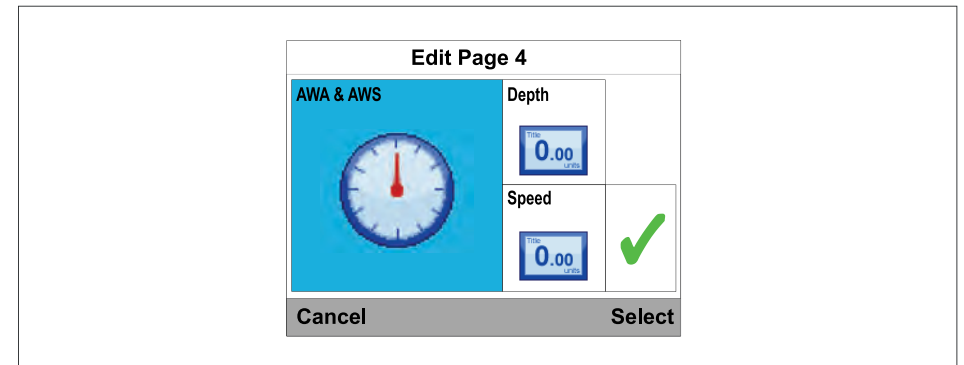 Edit Page 4
AWA & AWS
Depth
Title
0.00
units
Speed
Title
0.00
units
Cancel
Select